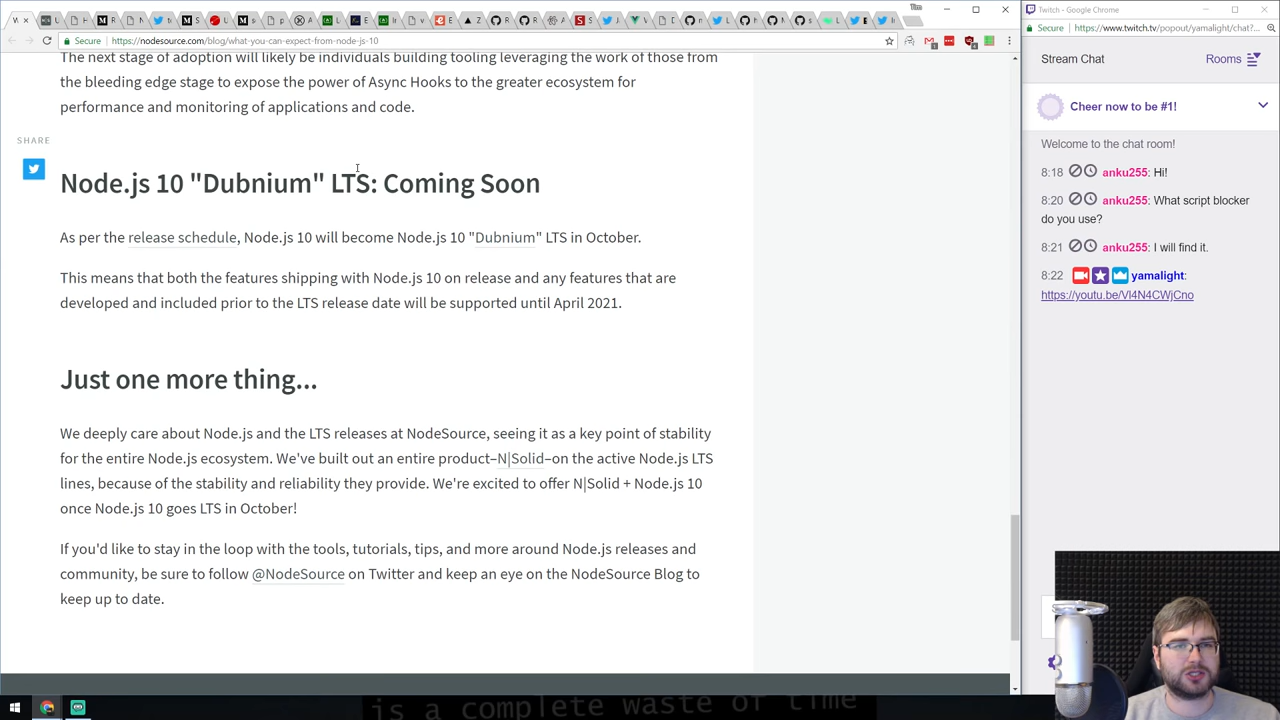 Tim
Secure
https://nodesource.com/blog/what-you-can-expect-from-node-js-10
The next stage of adoption will likely be individuals building tooling leveraging the work of those from
the bleeding edge stage to expose the power of Async Hooks to the greater ecosystem for
performance and monitoring of applications and code.
SHARE
Node.js 10 "Dubnium" LTS: Coming Soon
As per the release schedule, Node.js 10 will become Node.js 10 "Dubnium" LTS in October.
This means that both the features shipping with Node.js 10 on release and any features that are
developed and included prior to the LTS release date will be supported until April 2021.
Just one more thing...
We deeply care about Node.js and the LTS releases at NodeSource, seeing it as a key point of stability
for the entire Node.js ecosystem. We've built out an entire product–N|Solid–on the active Node.js LTS
lines, because of the stability and reliability they provide. We're excited to offer N|Solid + Node.js 10
once Node.js 10 goes LTS in October!
If you'd like to stay in the loop with the tools, tutorials, tips, and more around Node.js releases and
community, be sure to follow @NodeSource on Twitter and keep an eye on the NodeSource Blog to
keep up to date.
is a complete waste of time
Twitch - Google Chrome
Secure
https://www.twitch.tv/popout/yamalight/chat?...
Stream Chat
Rooms
Cheer now to be #1!
Welcome to the chat room!
8:18 anku255: Hi!
8:20 anku255: What script blocker
do you use?
8:21 anku255: I will find it.
8:22 yamalight:
https://youtu.be/Vl4N4CWjCno